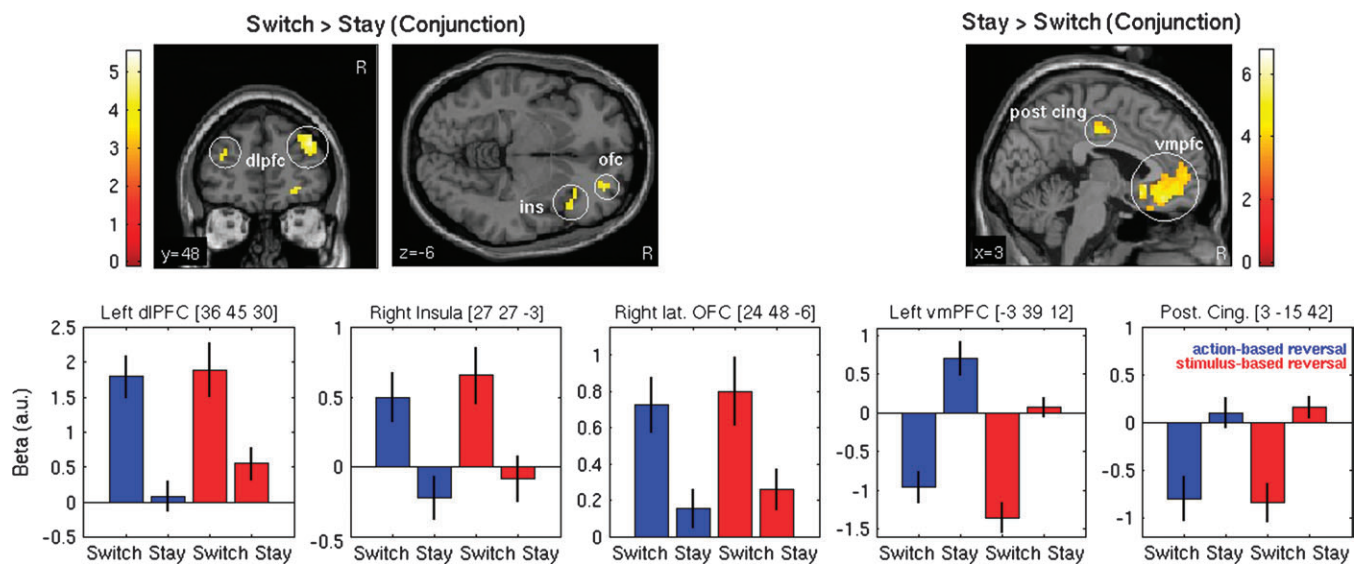 Switch > Stay (Conjunction)
Stay > Switch (Conjunction)
5
4
3
2
1
0
R
dlpfc
y=48
ofc
ins
z=-6
R
post cing
vmpfc
x=3
R
6
4
2
0
Left dlPFC [36 45 30]
Right Insula [27 27 -3]
Right lat. OFC [24 48 -6]
Left vmPFC [-3 39 12]
Post. Cing. [3 -15 42]
Beta (a.u.)
2.5
2
1.5
1
0.5
0
0.5
Switch Stay Switch Stay
1
0.5
0
-0.5
Switch Stay Switch Stay
1
0.8
0.6
0.4
0.2
0
Switch Stay Switch Stay
1
0.5
0
-0.5
-1
-1.5
Switch Stay Switch Stay
action-based reversal
stimulus-based reversal
1
0.5
0
-0.5
-1
Switch Stay Switch Stay